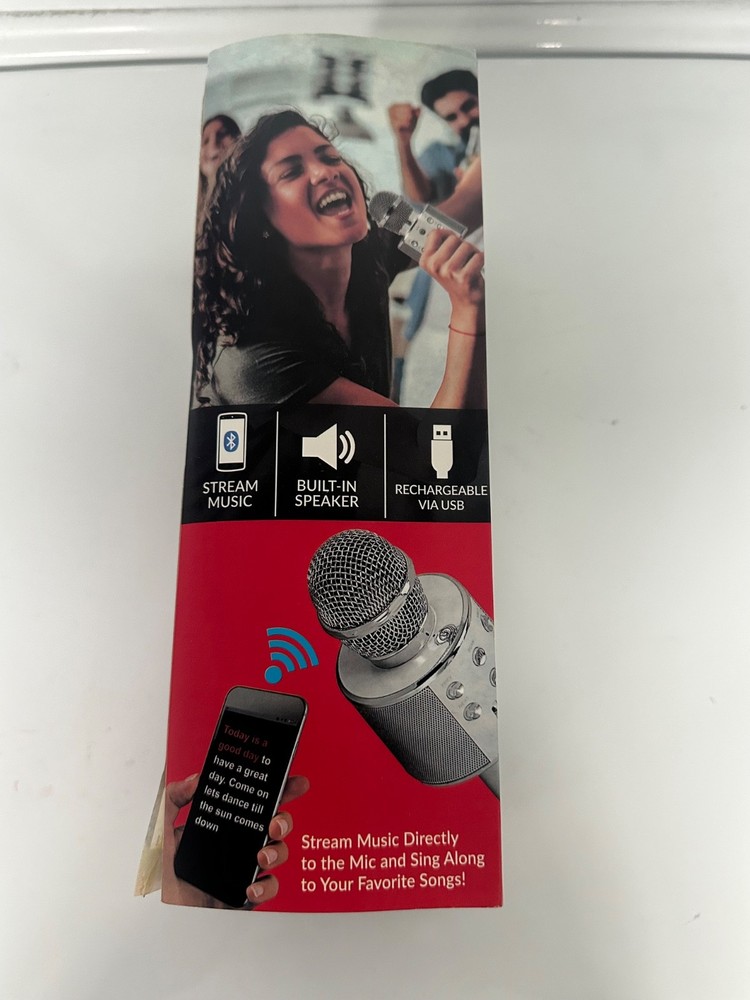 STREAM
MUSIC
BUILT-IN
SPEAKER
RECHARGEABLE
VIA USB
Today is a
good day to
have a great
day. Come on
lets dance till
the sun comes
down
Stream Music Directly
to the Mic and Sing Along
to Your Favorite Songs!